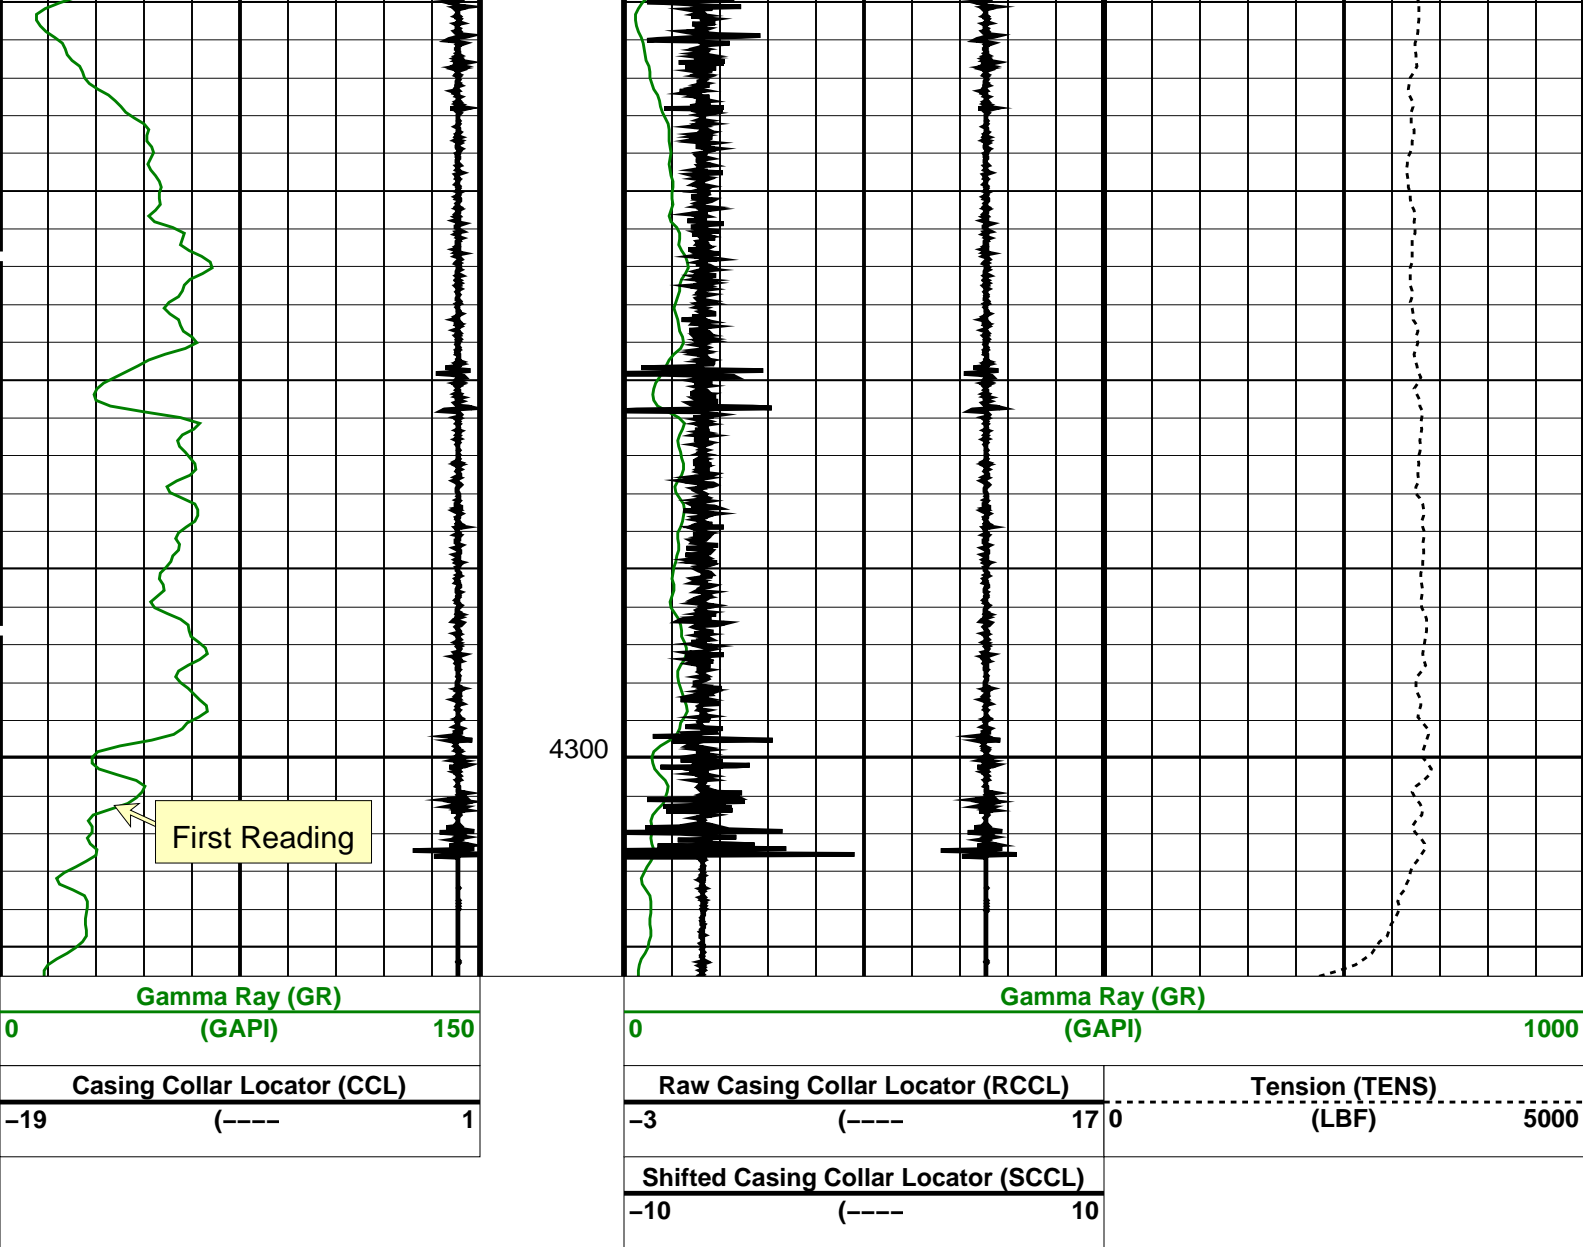 4300
First Reading
Gamma Ray (GR)
0 (GAPI) 150
Gamma Ray (GR)
0 (GAPI) 1000
Casing Collar Locator (CCL)
−19 (−−−− 1
Raw Casing Collar Locator (RCCL)
−3 (−−−− 17
Tension (TENS)
0 (LBF) 5000
Shifted Casing Collar Locator (SCCL)
−10 (−−−− 10